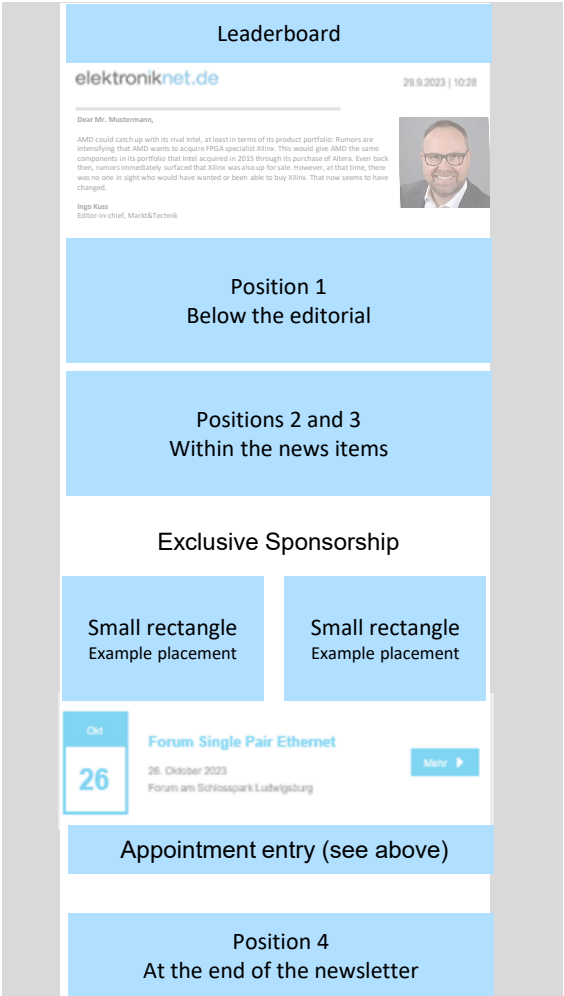 Leaderboard
elektroniknet.de
29.9.2023 | 10:28
Dear Mr. Mustermann,
AMD could catch up with its rival Intel, at least in terms of its product portfolio: Rumors are
intensifying that AMD wants to acquire FPGA specialist Xilinx. This would give AMD the same
components in its portfolio that Intel acquired in 2015 through its purchase of Altera. Even back
then, rumors immediately surfaced that Xilinx was also up for sale. However, at that time, there
was no one in sight who would have wanted or been able to buy Xilinx. That now seems to have
changed.
Ingo Kuss
Editor-in-chief, Markt&Technik
Position 1
Below the editorial
Positions 2 and 3
Within the news items
Exclusive Sponsorship
Small rectangle
Example placement
Small rectangle
Example placement
Okt
26
Forum Single Pair Ethernet
26. Oktober 2023
Forum am Schlosspark Ludwigsburg
Mehr
Appointment entry (see above)
Position 4
At the end of the newsletter